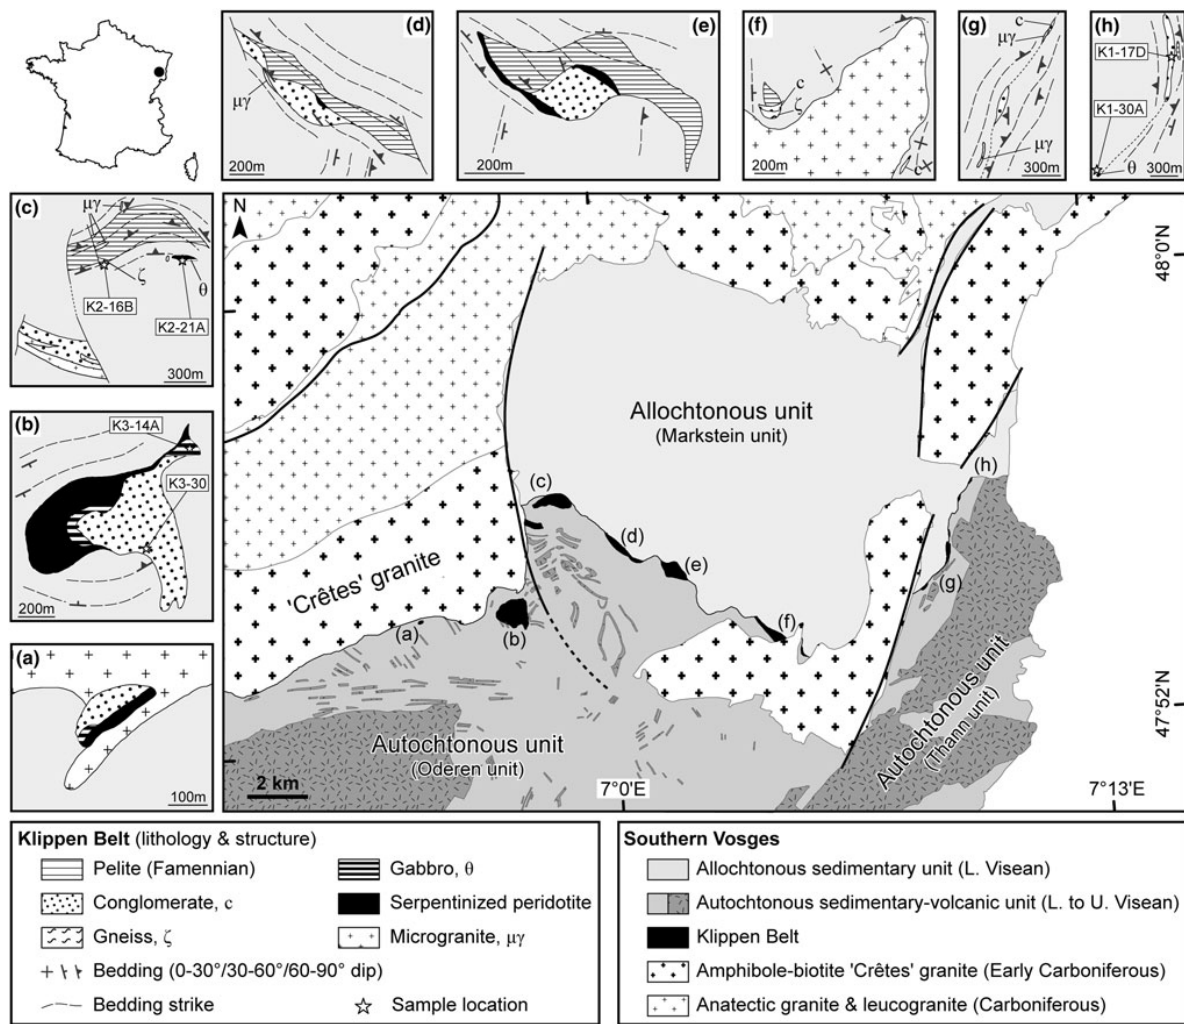 (d)
μγ
200m
(e)
200m
(f)
c
ζ
c
200m
(g)
c
μγ
μγ
300m
(h)
K1-17D
K1-30A
θ
300m
(c)
μγ
ζ
θ
K2-16B
K2-21A
300m
(b)
K3-14A
K3-30
200m
(a)
100m
N
48°0'N
Allochtonous unit
(Markstein unit)
(h)
(c)
(d)
(e)
'Crêtes' granite
(g)
(a)
(b)
(f)
47°52'N
Autochtonous unit
(Oderen unit)
Autochtonous unit
(Thann unit)
2 km
7°0'E
7°13'E
Klippen Belt (lithology & structure)
Pelite (Famennian)
Gabbro, θ
Conglomerate, c
Serpentinized peridotite
Gneiss, ζ
Microgranite, μγ
Bedding (0-30°/30-60°/60-90° dip)
Bedding strike
Sample location
Southern Vosges
Allochtonous sedimentary unit (L. Visean)
Autochtonous sedimentary-volcanic unit (L. to U. Visean)
Klippen Belt
Amphibole-biotite 'Crêtes' granite (Early Carboniferous)
Anatectic granite & leucogranite (Carboniferous)